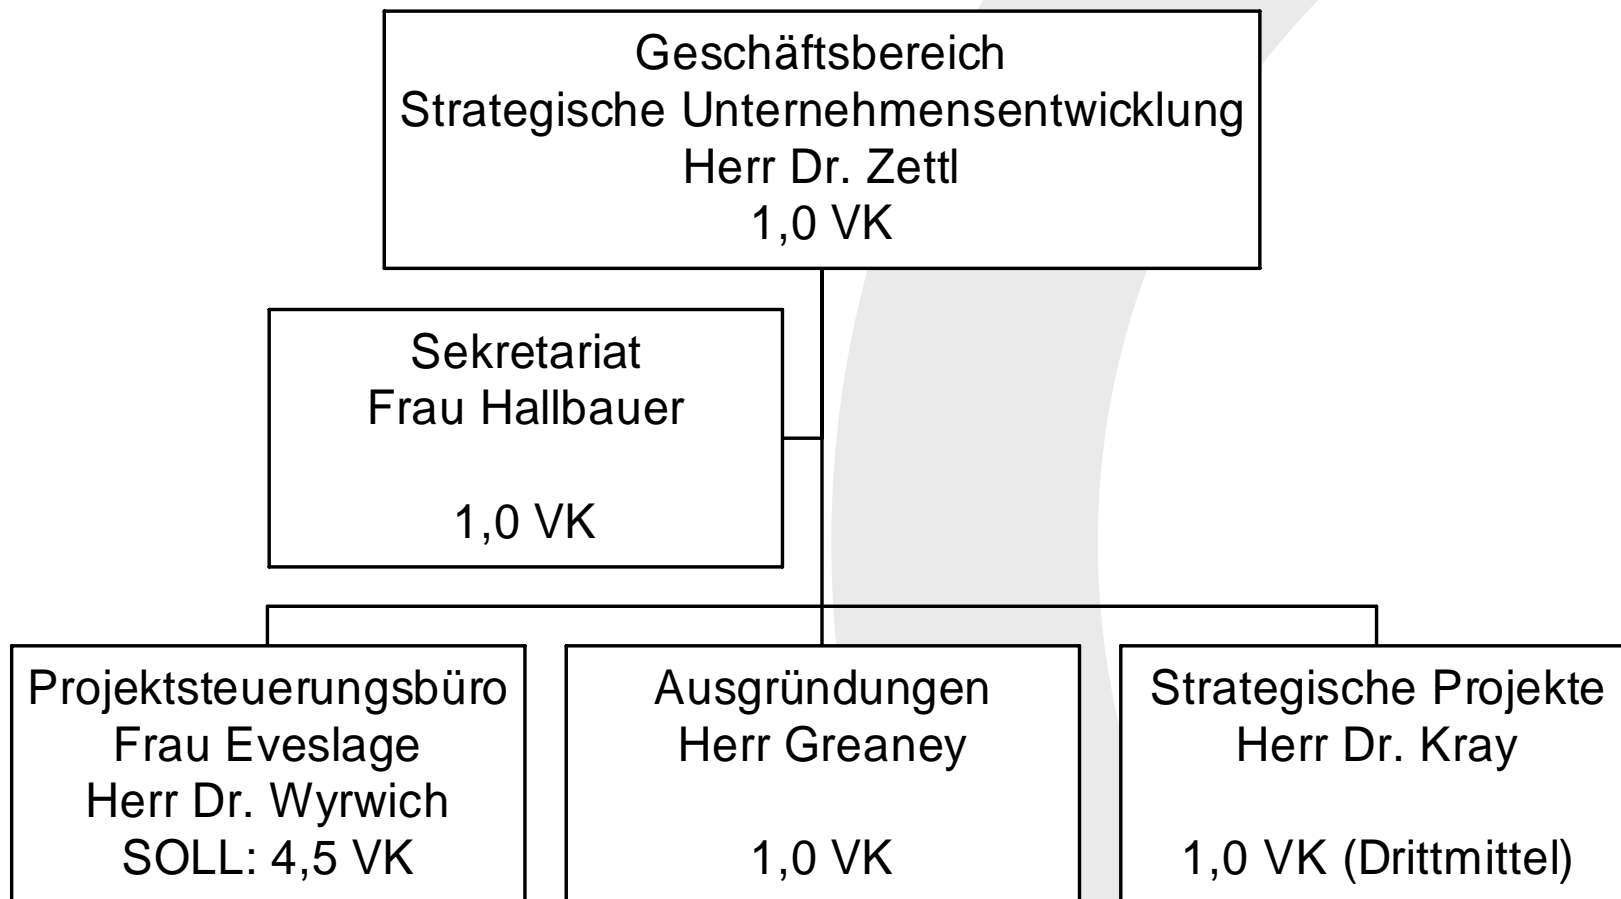 Geschäftsbereich
Strategische Unternehmensentwicklung
Herr Dr. Zettl
1,0 VK
Sekretariat
Frau Hallbauer
1,0 VK
Projektsteuerungsbüro
Frau Eveslage
Herr Dr. Wyrwich
SOLL: 4,5 VK
Ausgründungen
Herr Greaney
1,0 VK
Strategische Projekte
Herr Dr. Kray
1,0 VK (Drittmittel)